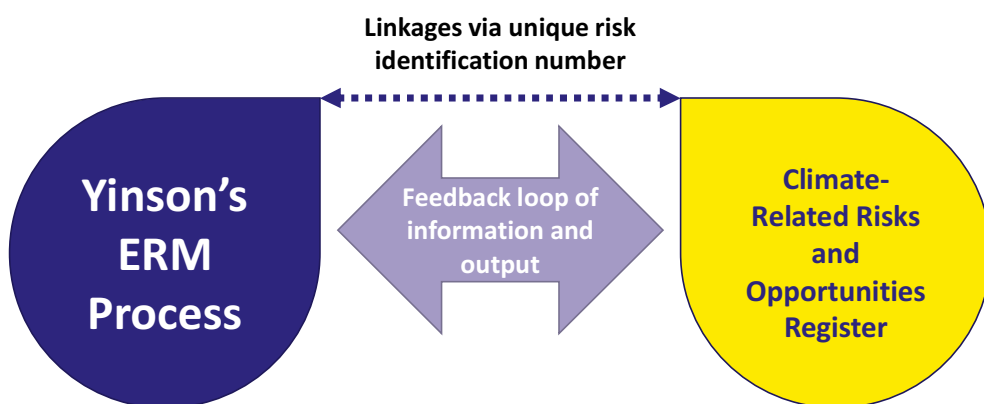 Linkages via unique risk
identification number
Yinson’s
ERM
Process
Feedback loop of
information and
output
Climate-
Related Risks
and
Opportunities
Register